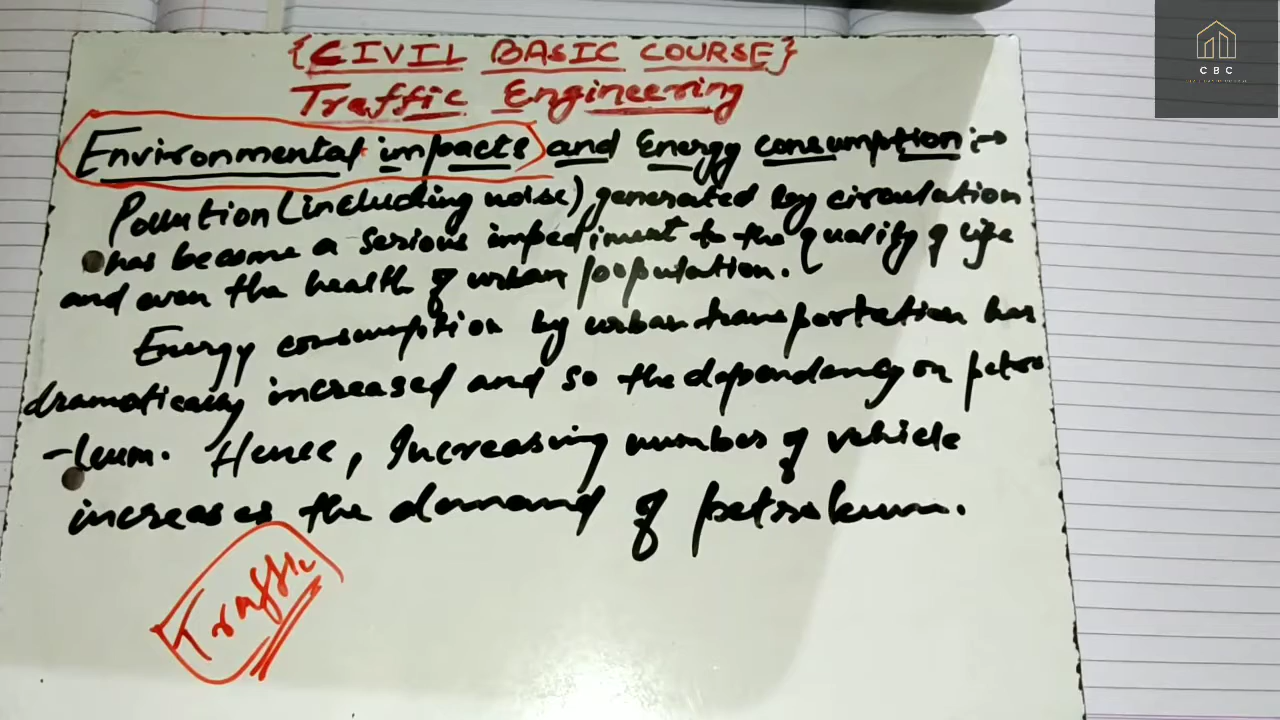 {CIVIL BASIC COURSE}
Traffic Engineering
Environmental impacts and Energy consumption :→
Pollution (including noise) generated by circulation
has become a serious impediment to the quality of life
and even the health of urban poopulation.
Energy consumption by urban transportation has
dramatically increased and so the dependency on petro
-leum. Hence, Increasing number of vehicle
increases the demand of petroleum.
Traffic
CBC